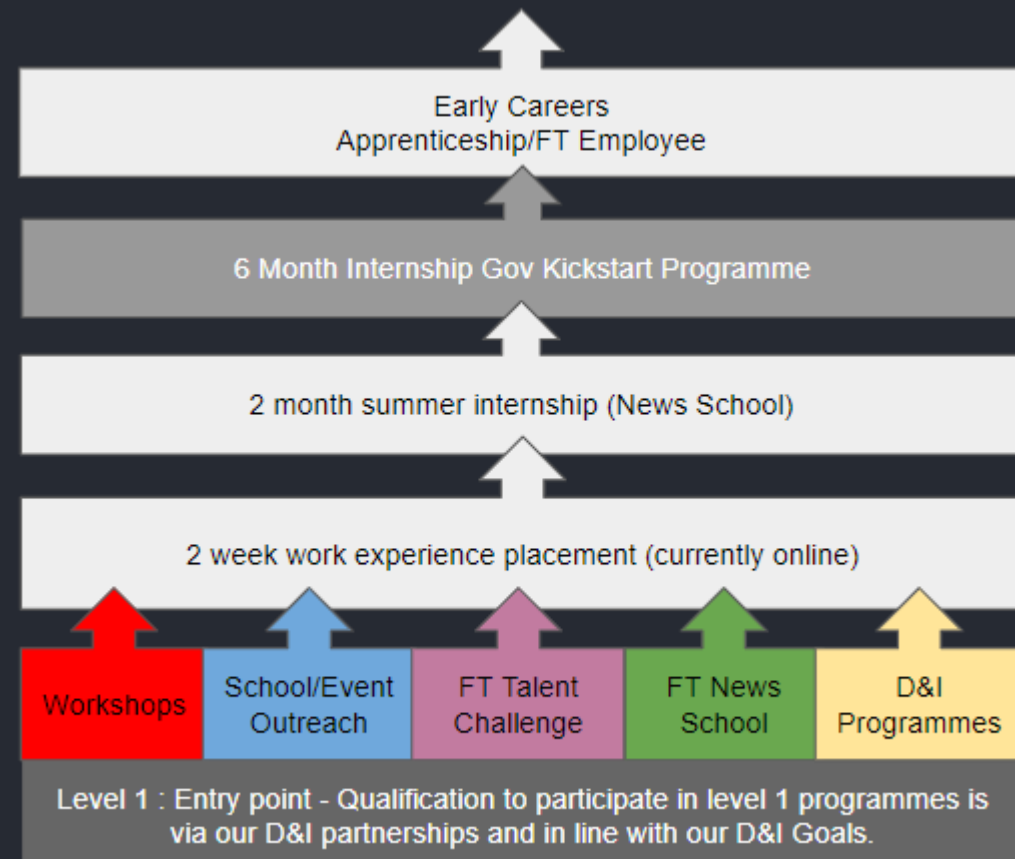 Early Careers
Apprenticeship/FT Employee
6 Month Internship Gov Kickstart Programme
2 month summer internship (News School)
2 week work experience placement (currently online)
Workshops
School/Event
Outreach
FT Talent
Challenge
FT News
School
D&I
Programmes
Level 1 : Entry point - Qualification to participate in level 1 programmes is
via our D&I partnerships and in line with our D&I Goals.